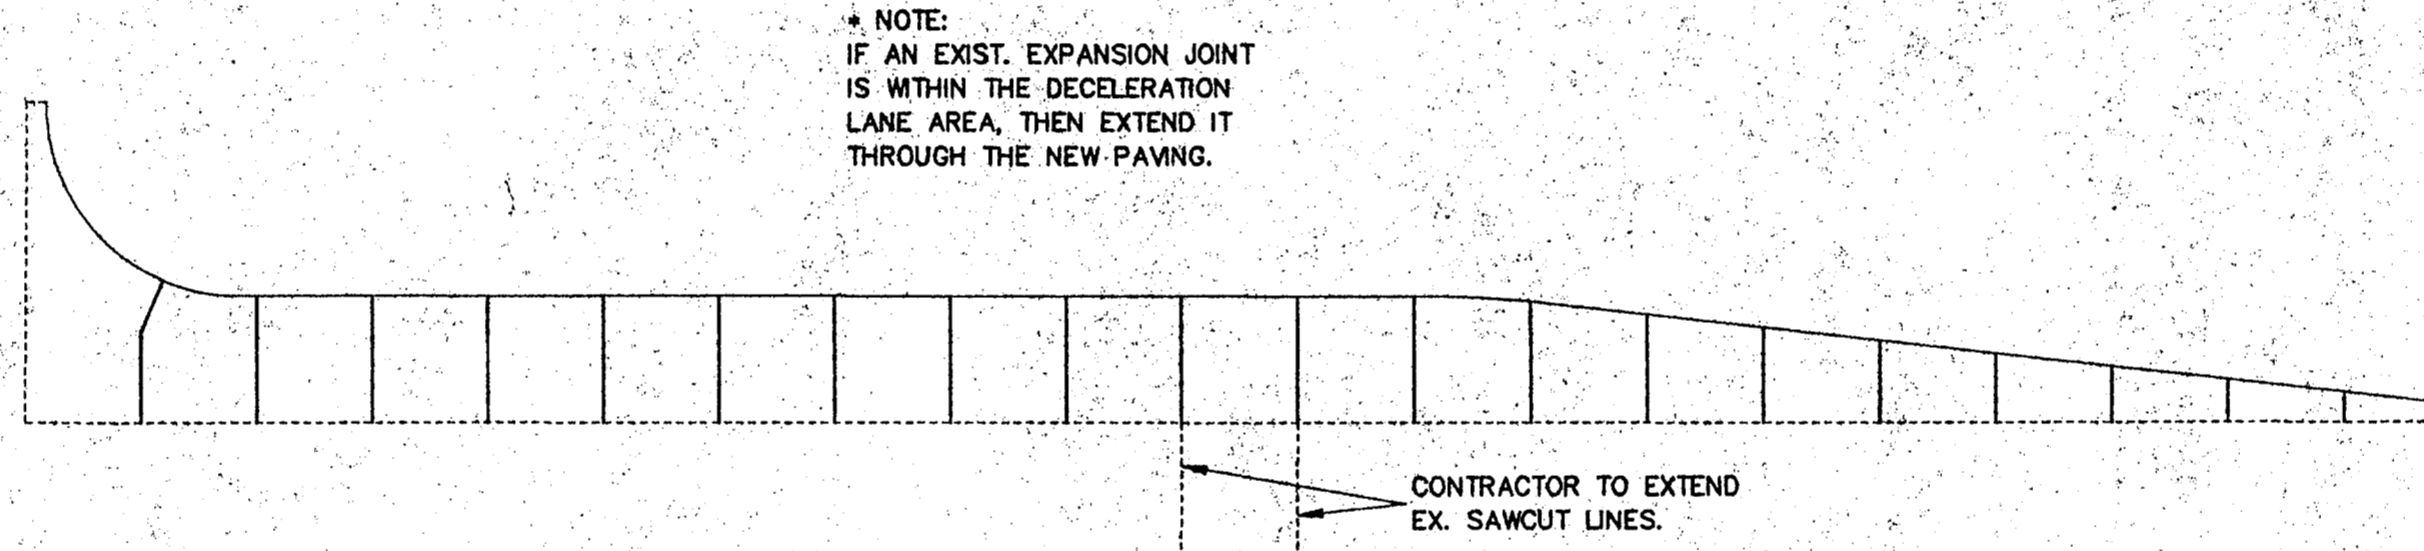 * NOTE:
IF AN EXIST. EXPANSION JOINT
IS WITHIN THE DECELERATION
LANE AREA, THEN EXTEND IT
THROUGH THE NEW PAVING.
CONTRACTOR TO EXTEND
EX. SAWCUT LINES.